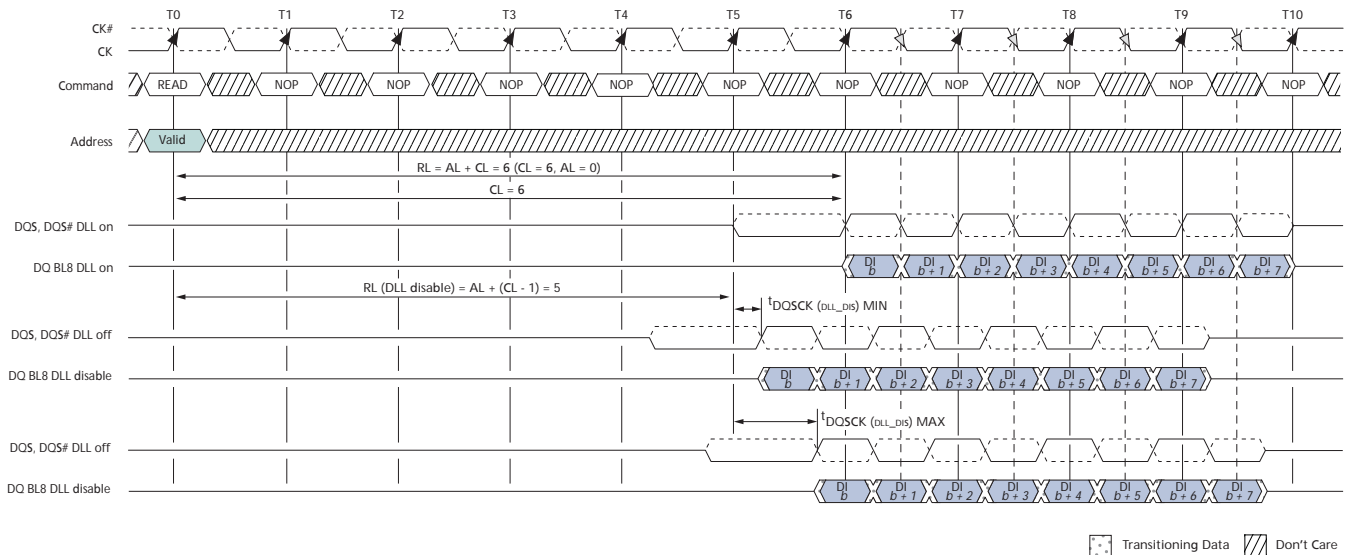 T0 T1 T2 T3 T4 T5 T6 T7 T8 T9 T10
CK#
CK
Command READ NOP NOP NOP NOP NOP NOP NOP NOP NOP NOP
Address Valid
RL = AL + CL = 6 (CL = 6, AL = 0)
CL = 6
DQS, DQS# DLL on
DQ BL8 DLL on DI b DI b + 1 DI b + 2 DI b + 3 DI b + 4 DI b + 5 DI b + 6 DI b + 7
RL (DLL disable) = AL + (CL - 1) = 5
tDQSCK (DLL_DIS) MIN
DQS, DQS# DLL off
DQ BL8 DLL disable DI b DI b + 1 DI b + 2 DI b + 3 DI b + 4 DI b + 5 DI b + 6 DI b + 7
tDQSCK (DLL_DIS) MAX
DQS, DQS# DLL off
DQ BL8 DLL disable DI b DI b + 1 DI b + 2 DI b + 3 DI b + 4 DI b + 5 DI b + 6 DI b + 7
Transitioning Data Don't Care